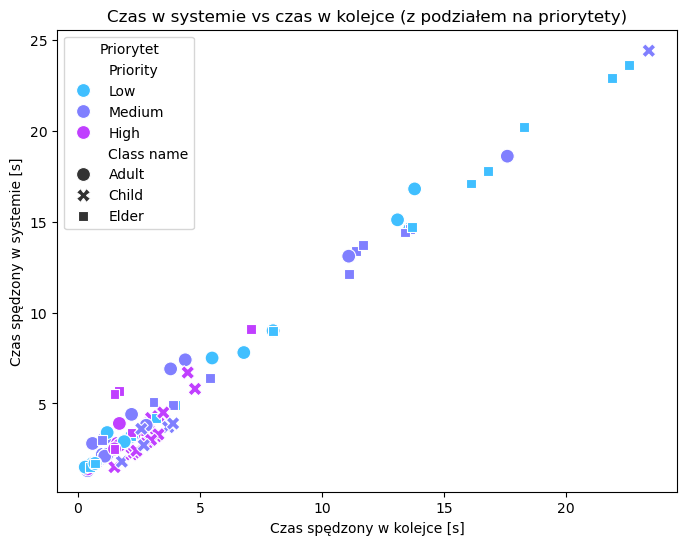 Czas w systemie vs czas w kolejce (z podziałem na priorytety)
Priorytet
Priority
Low
Medium
High
Class name
Adult
Child
Elder
Czas spędzony w systemie [s]
25
20
15
10
5
0
5
10
15
20
Czas spędzony w kolejce [s]